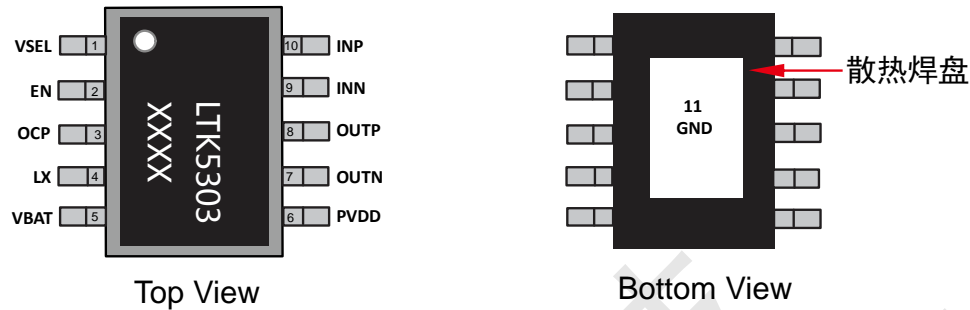 VSEL 1 10 INP
EN 2 9 INN
OCP 3 8 OUTP
LX 4 7 OUTN
VBAT 5 6 PVDD
LTK5303
XXXX
Top View
11
GND
散热焊盘
Bottom View